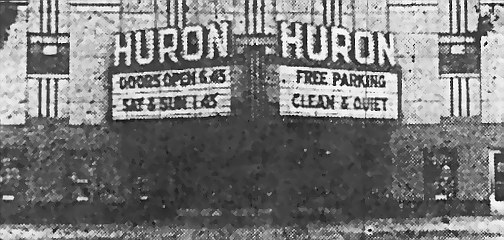 HURON
DOORS OPEN 6:45
SAT & SUN 1:45
HURON
FREE PARKING
CLEAN & QUIET